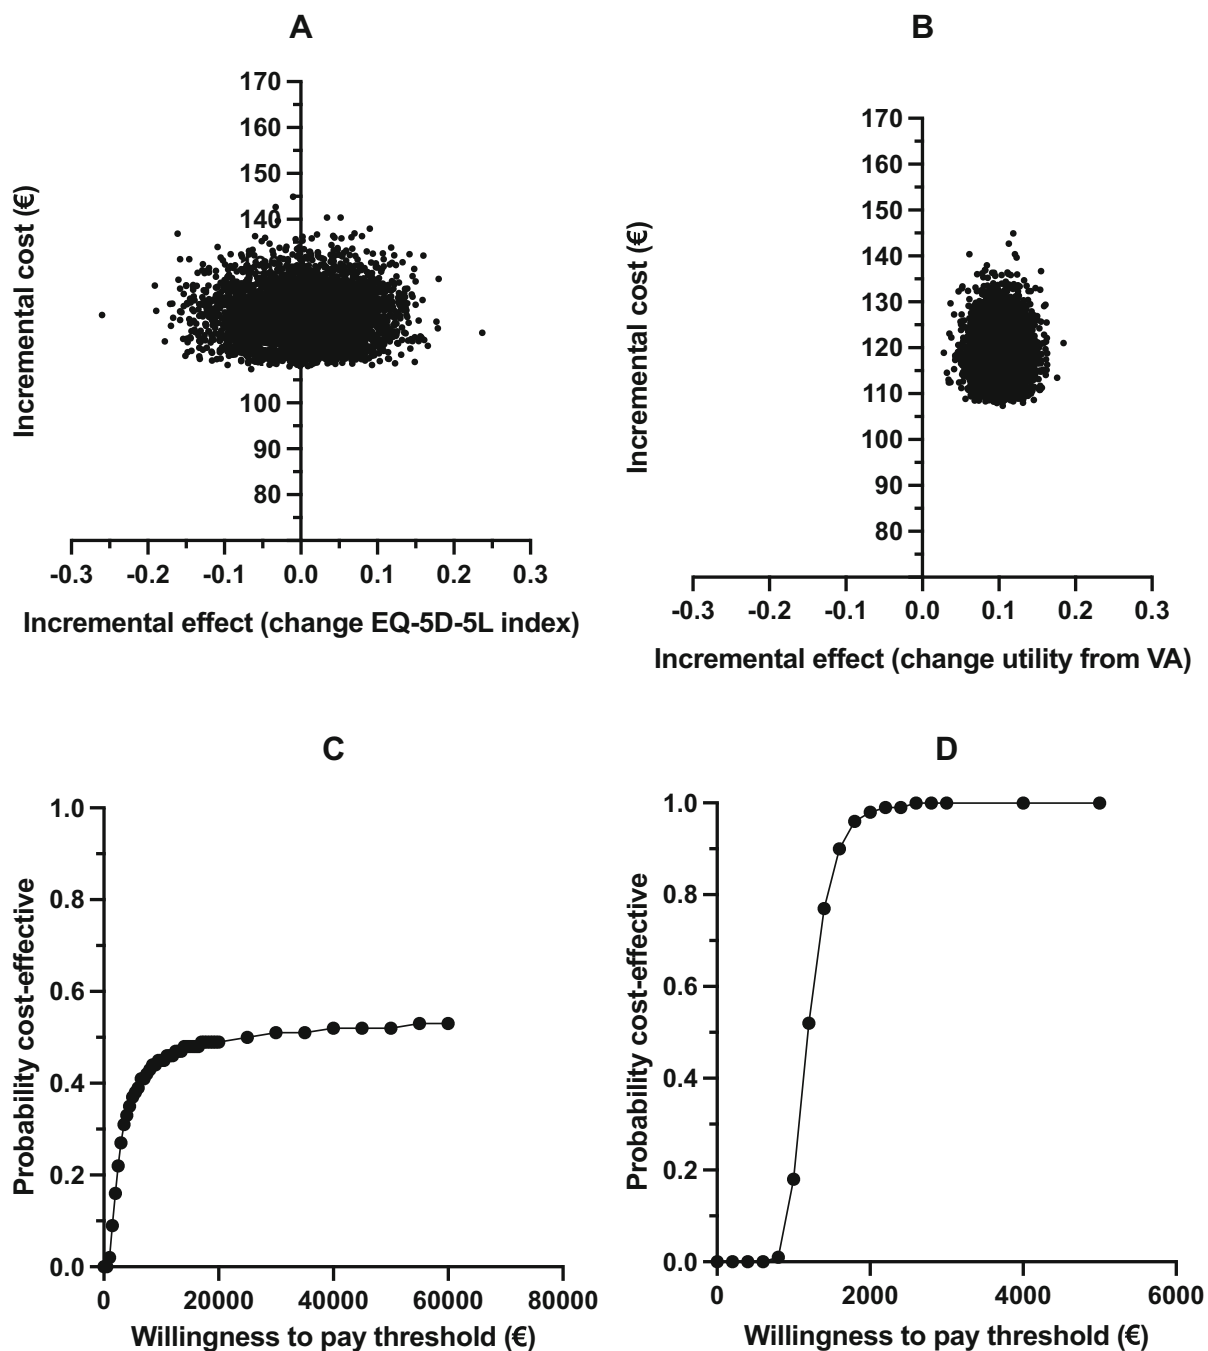 A
170
160
150
140
100
90
80
-0.3 -0.2 -0.1 0.0 0.1 0.2 0.3
Incremental cost (€)
Incremental effect (change EQ-5D-5L index)
B
170
160
150
140
130
120
110
100
90
80
-0.3 -0.2 -0.1 0.0 0.1 0.2 0.3
Incremental cost (€)
Incremental effect (change utility from VA)
C
1.0
0.8
0.6
0.4
0.2
0.0
0 20000 40000 60000 80000
Probability cost-effective
Willingness to pay threshold (€)
D
1.0
0.8
0.6
0.4
0.2
0.0
0 2000 4000 6000
Probability cost-effective
Willingness to pay threshold (€)